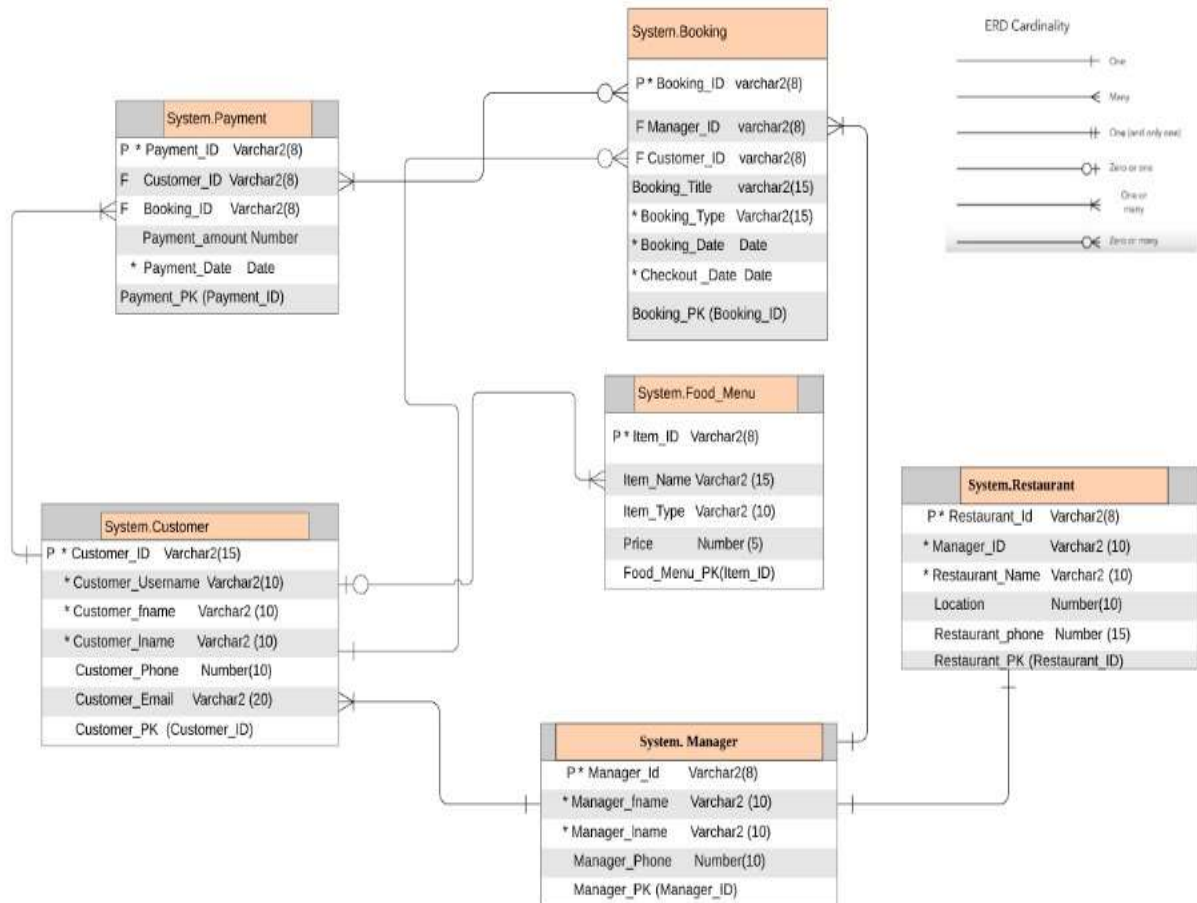 System.Booking
P * Booking_ID varchar2(8)
F Manager_ID varchar2(8)
F Customer_ID varchar2(8)
Booking_Title varchar2(15)
* Booking_Type Varchar2(15)
* Booking_Date Date
* Checkout _Date Date
Booking_PK (Booking_ID)
ERD Cardinality
One
Many
One (and only one)
Zero or one
One or
many
Zero or many
System.Payment
P * Payment_ID Varchar2(8)
F Customer_ID Varchar2(8)
F Booking_ID Varchar2(8)
Payment_amount Number
* Payment_Date Date
Payment_PK (Payment_ID)
System.Food_Menu
P * Item_ID Varchar2(8)
Item_Name Varchar2 (15)
Item_Type Varchar2 (10)
Price Number (5)
Food_Menu_PK(Item_ID)
System.Restaurant
P * Restaurant_Id Varchar2(8)
* Manager_ID Varchar2 (10)
* Restaurant_Name Varchar2 (10)
Location Number(10)
Restaurant_phone Number (15)
Restaurant_PK (Restaurant_ID)
System.Customer
P * Customer_ID Varchar2(15)
* Customer_Username Varchar2(10)
* Customer_fname Varchar2 (10)
* Customer_lname Varchar2 (10)
Customer_Phone Number(10)
Customer_Email Varchar2 (20)
Customer_PK (Customer_ID)
System. Manager
P * Manager_Id Varchar2(8)
* Manager_fname Varchar2 (10)
* Manager_lname Varchar2 (10)
Manager_Phone Number(10)
Manager_PK (Manager_ID)